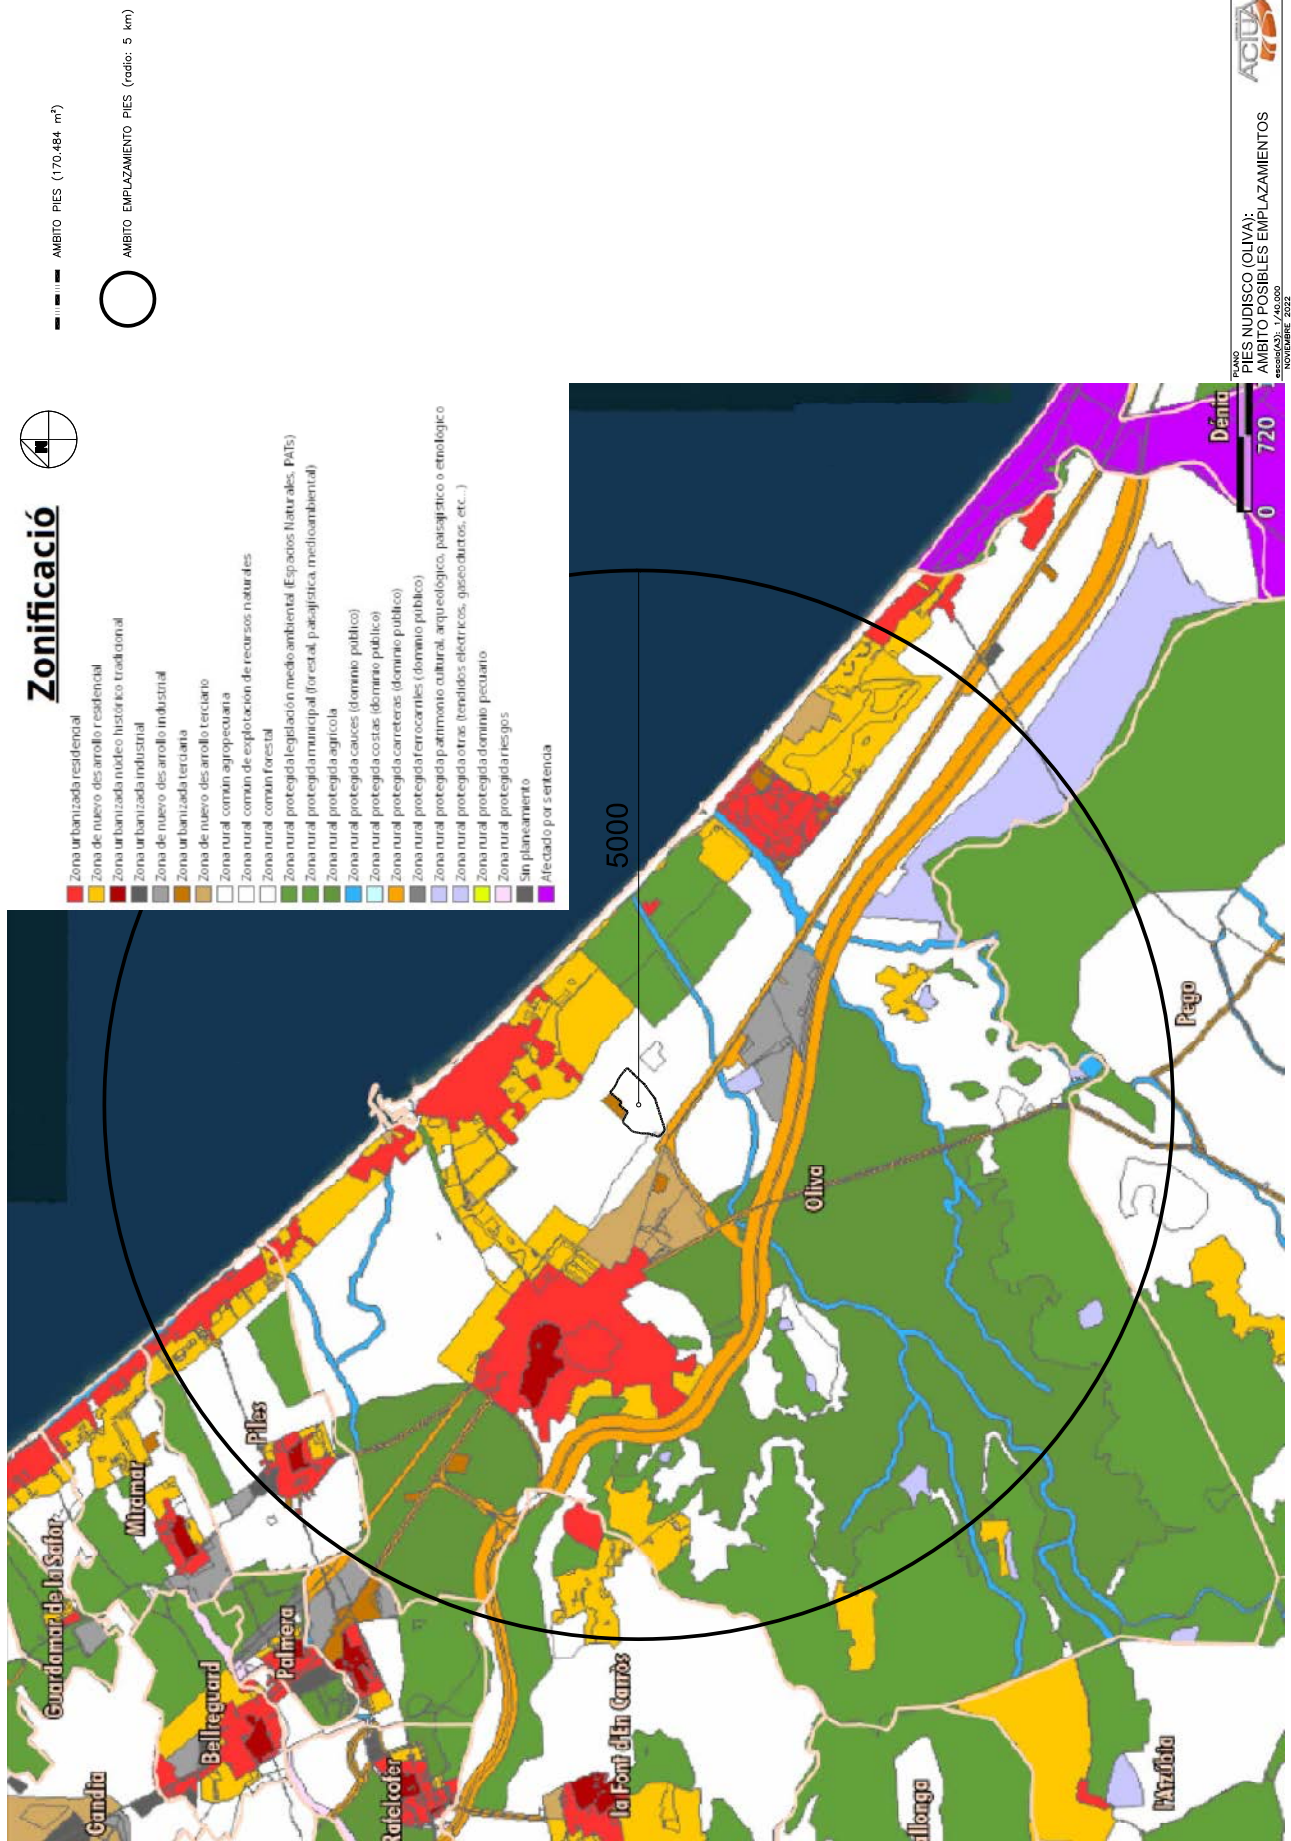 Zonificació
N
Zona urbanizada residencial
Zona de nuevo desarrollo residencial
Zona urbanizada núcleo histórico tradicional
Zona urbanizada industrial
Zona de nuevo desarrollo industrial
Zona urbanizada terciaria
Zona de nuevo desarrollo terciario
Zona rural común agropecuaria
Zona rural común de explotación de recursos naturales
Zona rural común forestal
Zona rural protegida legislación medioambiental (Espacios Naturales, PATs)
Zona rural protegida municipal (forestal, paisajística, medioambiental)
Zona rural protegida agrícola
Zona rural protegida cauces (dominio público)
Zona rural protegida costas (dominio público)
Zona rural protegida carreteras (dominio público)
Zona rural protegida ferrocarriles (dominio público)
Zona rural protegida patrimonio cultural, arqueológico, paisajístico o etnológico
Zona rural protegida otras (tendidos eléctricos, gaseoductos, etc...)
Zona rural protegida dominio pecuario
Zona rural protegida riesgos
Sin planeamiento
Afectado por sentencia
AMBITO PIES (170.484 m²)
AMBITO EMPLAZAMIENTO PIES (radio: 5 km)
Guardamar de la Safor
Miramar
Piles
Gandia
Bellreguard
Palmera
Rafelcofer
la Font d'En Carròs
5000
Oliva
Pego
Dénia
l'Atzúbia
0 720
PLANO
PIES NUDISCO (OLIVA):
AMBITO POSIBLES EMPLAZAMIENTOS
escala(A3): 1/40.000
NOVIEMBRE 2022
ACIUA